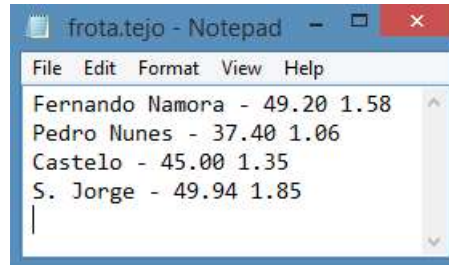 frota.tejo - Notepad
File Edit Format View Help
Fernando Namora - 49.20 1.58
Pedro Nunes - 37.40 1.06
Castelo - 45.00 1.35
S. Jorge - 49.94 1.85